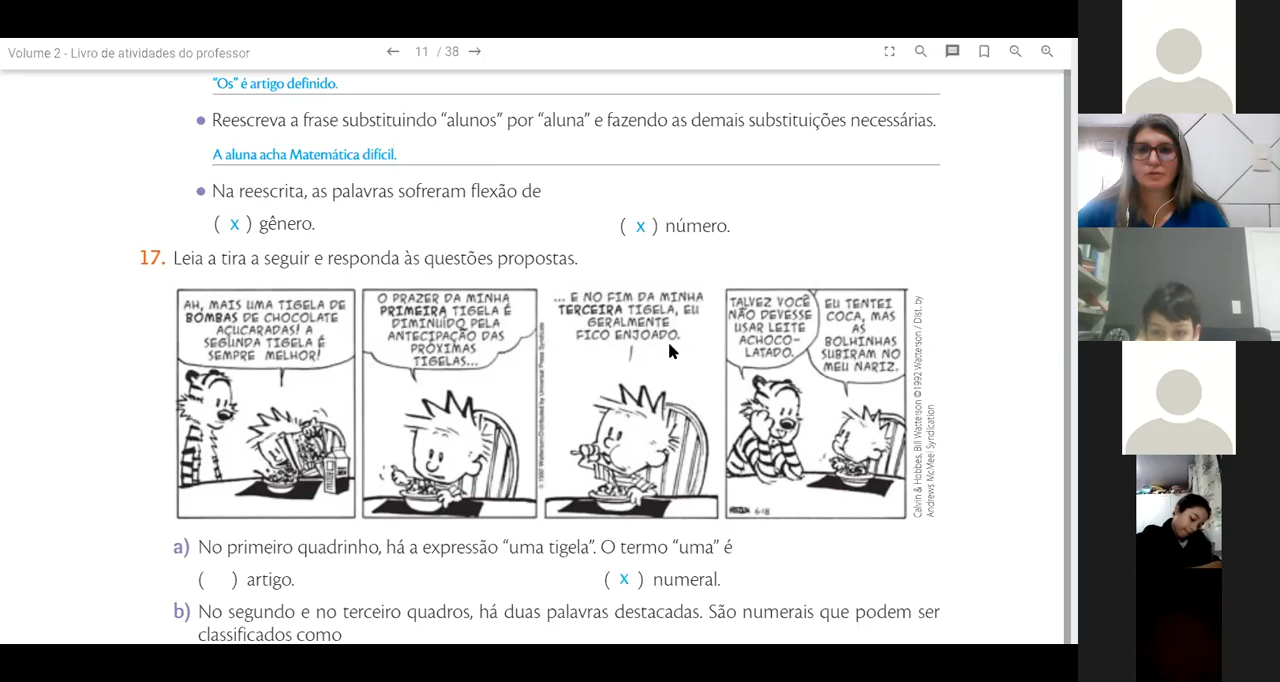 Volume 2 - Livro de atividades do professor
11 / 38
"Os" é artigo definido.
Reescreva a frase substituindo "alunos" por "aluna" e fazendo as demais substituições necessárias.
A aluna acha Matemática difícil.
Na reescrita, as palavras sofreram flexão de
( x ) gênero.
( x ) número.
17. Leia a tira a seguir e responda às questões propostas.
AH, MAIS UMA TIGELA DE
BOMBAS DE CHOCOLATE
AÇUCARADAS! A
SEGUNDA TIGELA É
SEMPRE MELHOR!
O PRAZER DA MINHA
PRIMEIRA TIGELA É
DIMINUÍDO PELA
ANTECIPAÇÃO DAS
PRÓXIMAS
TIGELAS...
... E NO FIM DA MINHA
TERCEIRA TIGELA, EU
GERALMENTE
FICO ENJOADO.
TALVEZ VOCÊ
NÃO DEVESSE
USAR LEITE
ACHOCO-
LATADO.
EU TENTEI
COCA, MAS
AS
BOLHINHAS
SUBIRAM NO
MEU NARIZ.
6-18
Calvin & Hobbes, Bill Watterson ©1992 Watterson / Dist. by
Andrews McMeel Syndication
a) No primeiro quadrinho, há a expressão "uma tigela". O termo "uma" é
( ) artigo.
( x ) numeral.
b) No segundo e no terceiro quadros, há duas palavras destacadas. São numerais que podem ser
classificados como